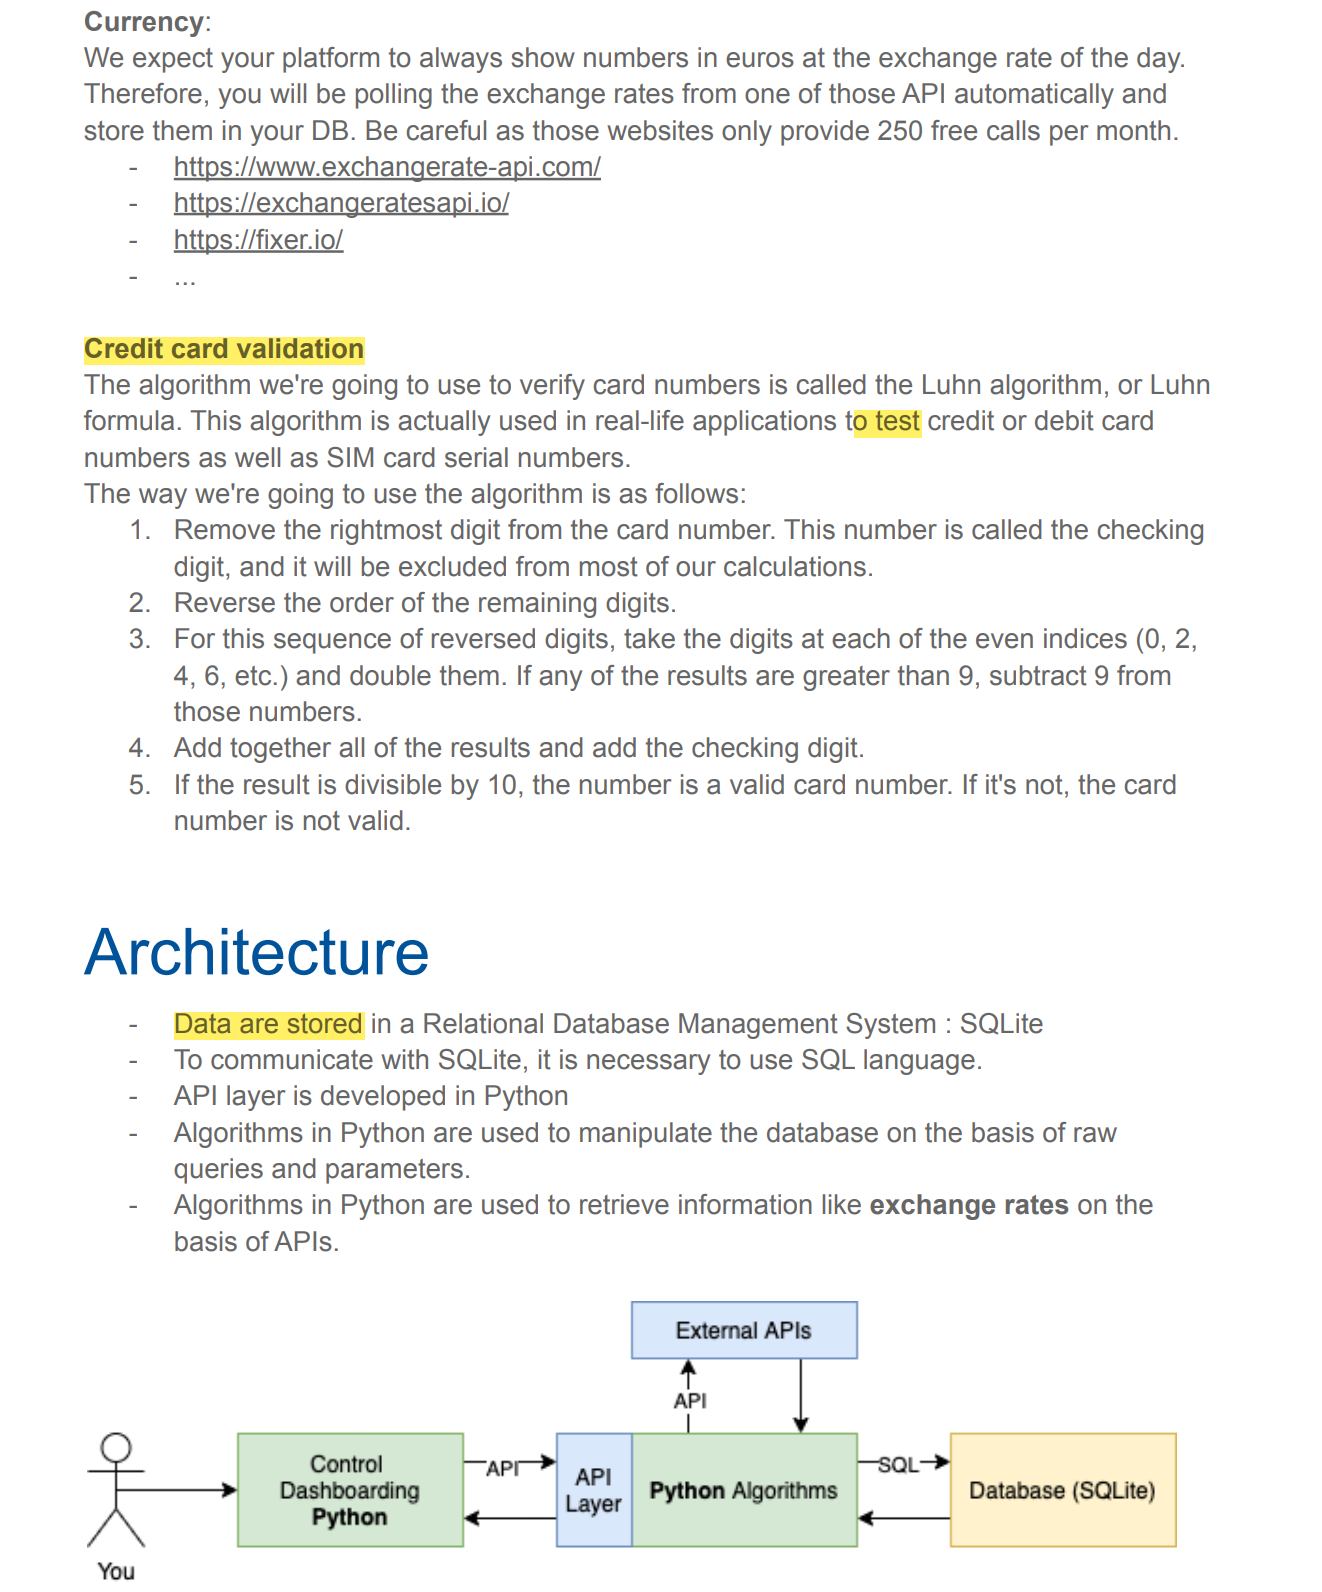 Currency:
We expect your platform to always show numbers in euros at the exchange rate of the day.
Therefore, you will be polling the exchange rates from one of those API automatically and
store them in your DB. Be careful as those websites only provide 250 free calls per month.
- https://www.exchangerate-api.com/
- https://exchangeratesapi.io/
- https://fixer.io/
- ...
Credit card validation
The algorithm we're going to use to verify card numbers is called the Luhn algorithm, or Luhn
formula. This algorithm is actually used in real-life applications to test credit or debit card
numbers as well as SIM card serial numbers.
The way we're going to use the algorithm is as follows:
1. Remove the rightmost digit from the card number. This number is called the checking
digit, and it will be excluded from most of our calculations.
2. Reverse the order of the remaining digits.
3. For this sequence of reversed digits, take the digits at each of the even indices (0, 2,
4, 6, etc.) and double them. If any of the results are greater than 9, subtract 9 from
those numbers.
4. Add together all of the results and add the checking digit.
5. If the result is divisible by 10, the number is a valid card number. If it's not, the card
number is not valid.
Architecture
- Data are stored in a Relational Database Management System : SQLite
- To communicate with SQLite, it is necessary to use SQL language.
- API layer is developed in Python
- Algorithms in Python are used to manipulate the database on the basis of raw
queries and parameters.
- Algorithms in Python are used to retrieve information like exchange rates on the
basis of APIs.
External APIs
API
Control
Dashboarding
Python
API
API
Layer
Python Algorithms
SQL
Database (SQLite)
You